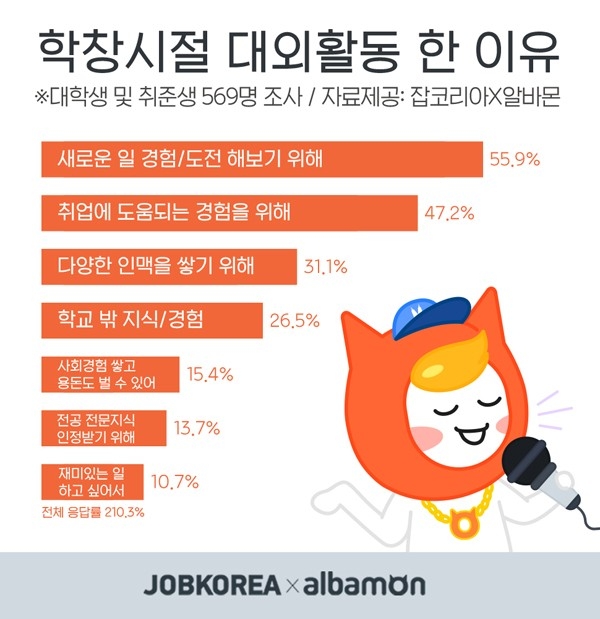 학창시절 대외활동 한 이유
※대학생 및 취준생 569명 조사 / 자료제공: 잡코리아X알바몬
새로운 일 경험/도전 해보기 위해 55.9%
취업에 도움되는 경험을 위해 47.2%
다양한 인맥을 쌓기 위해 31.1%
학교 밖 지식/경험 26.5%
사회경험 쌓고
용돈도 벌 수 있어 15.4%
전공 전문지식
인정받기 위해 13.7%
재미있는 일
하고 싶어서 10.7%
전체 응답률 210.3%
JOBKOREA × albamon